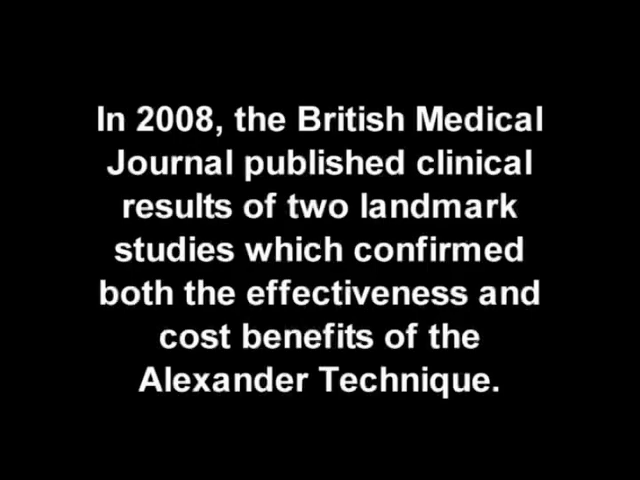 In 2008, the British Medical
Journal published clinical
results of two landmark
studies which confirmed
both the effectiveness and
cost benefits of the
Alexander Technique.